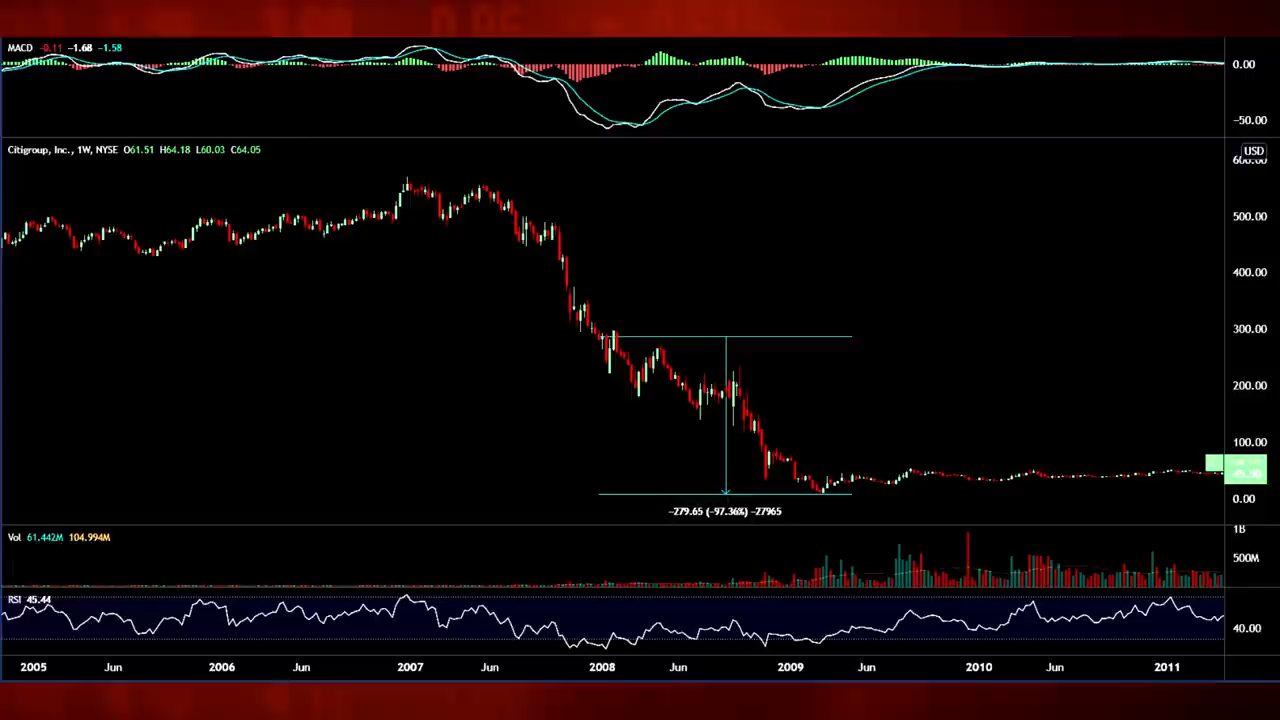 MACD -0.11 -1.68 -1.58
0.00
-50.00
Citigroup, Inc., 1W, NYSE O61.51 H64.18 L60.03 C64.05
USD
600.00
500.00
400.00
300.00
200.00
100.00
0.00
-279.65 (-97.36%) -27965
Vol 61.442M 104.994M
1B
500M
RSI 45.44
40.00
2005 Jun 2006 Jun 2007 Jun 2008 Jun 2009 Jun 2010 Jun 2011